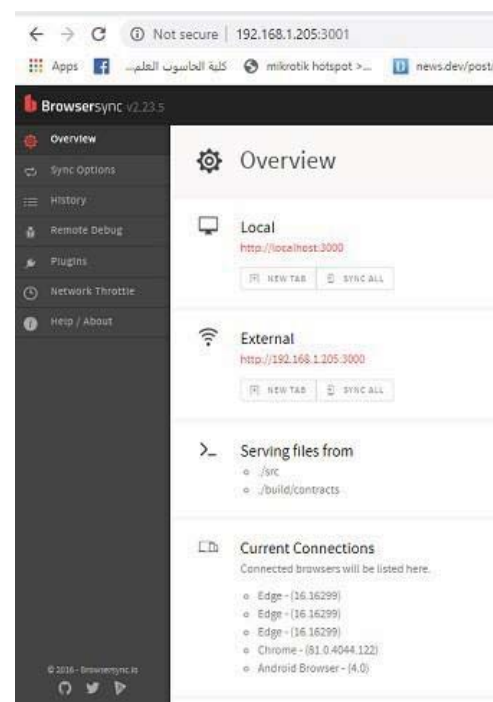 Not secure | 192.168.1.205:3001
Apps كلية الحاسوب العلم... mikrotik hotspot >... news.dev/post
Browsersync v2.23.5
Overview
Sync Options
History
Remote Debug
Plugins
Network Throttle
Help / About
Overview
Local
http://localhost:3000
NEW TAB SYNC ALL
External
http://192.168.1.205:3000
NEW TAB SYNC ALL
Serving files from
./src
./build/contracts
Current Connections
Connected browsers will be listed here.
Edge - (16.16299)
Edge - (16.16299)
Edge - (16.16299)
Chrome - (81.0.4044.122)
Android Browser - (4.0)
© 2016 - Browsersync.io